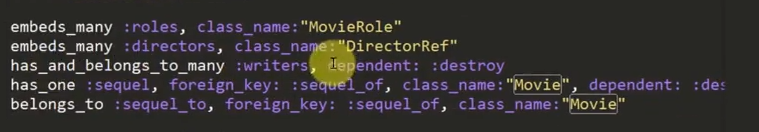 embeds_many :roles, class_name:"MovieRole"
embeds_many :directors, class_name:"DirectorRef"
has_and_belongs_to_many :writers, dependent: :destroy
has_one :sequel, foreign_key: :sequel_of, class_name:"Movie", dependent: :des
belongs_to :sequel_to, foreign_key: :sequel_of, class_name:"Movie"